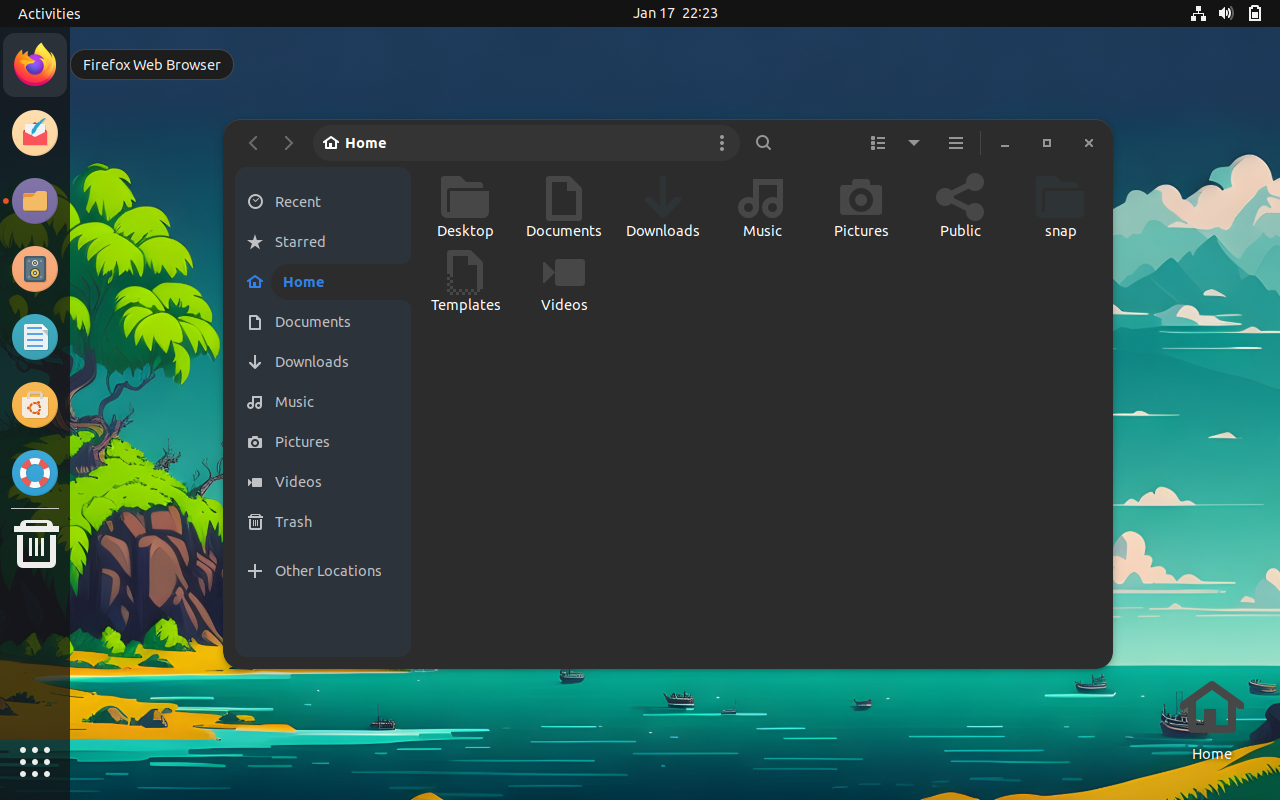 Activities
Jan 17 22:23
Firefox Web Browser
Home
Recent
Starred
Home
Documents
Downloads
Music
Pictures
Videos
Trash
Other Locations
Desktop
Documents
Downloads
Music
Pictures
Public
snap
Templates
Videos
Home